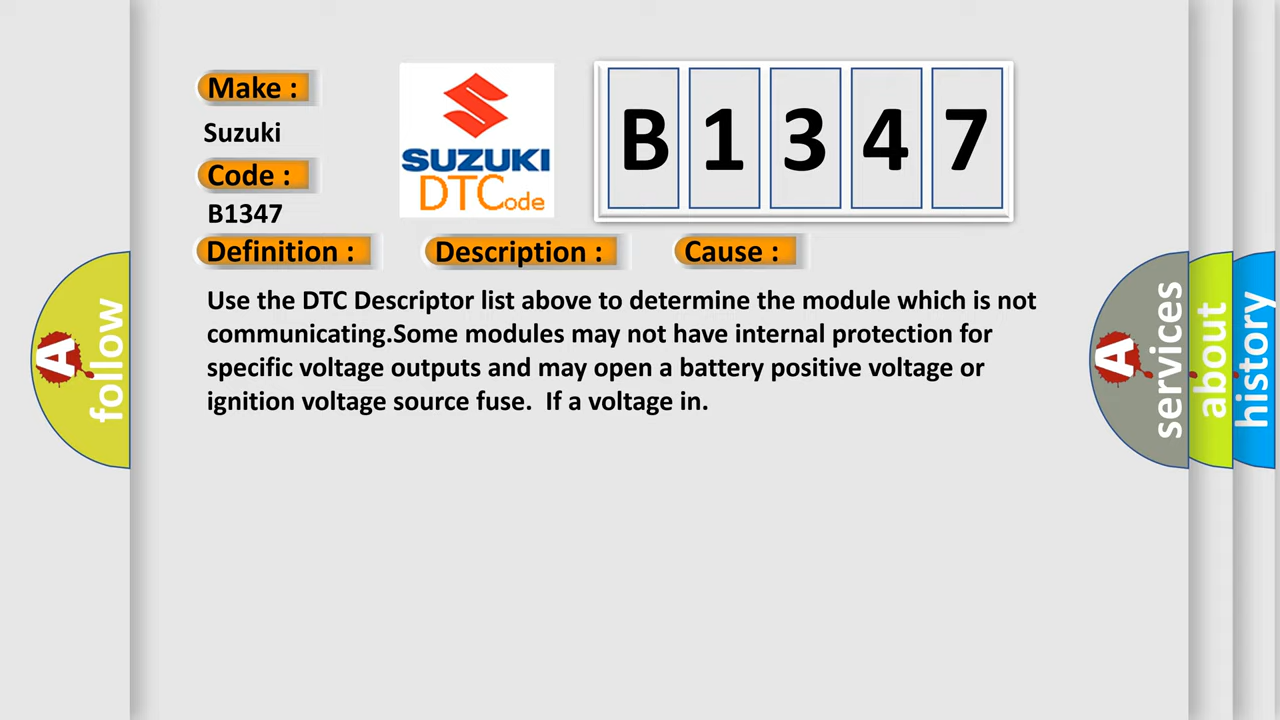 Make :
Suzuki
Code :
B1347
SUZUKI
DTCode
B 1 3 4 7
Definition :
Description :
Cause :
Use the DTC Descriptor list above to determine the module which is not
communicatingSome modules may not have internal protection for
specific voltage outputs and may open a battery positive voltage or
ignition voltage source fuse.  If a voltage in.
A
follow
A
services
about
history